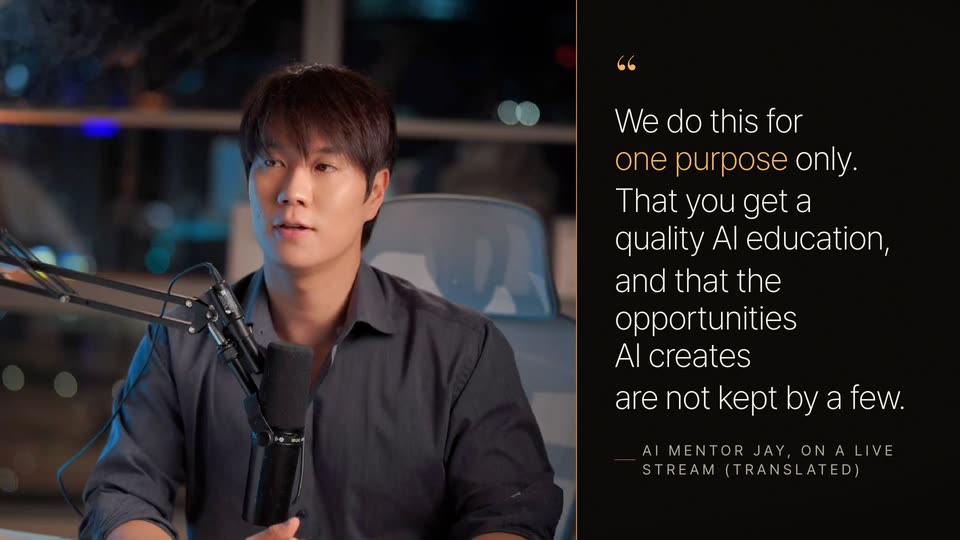 “
We do this for
one purpose only.
That you get a
quality AI education,
and that the
opportunities
AI creates
are not kept by a few.
— AI MENTOR JAY, ON A LIVE
STREAM (TRANSLATED)